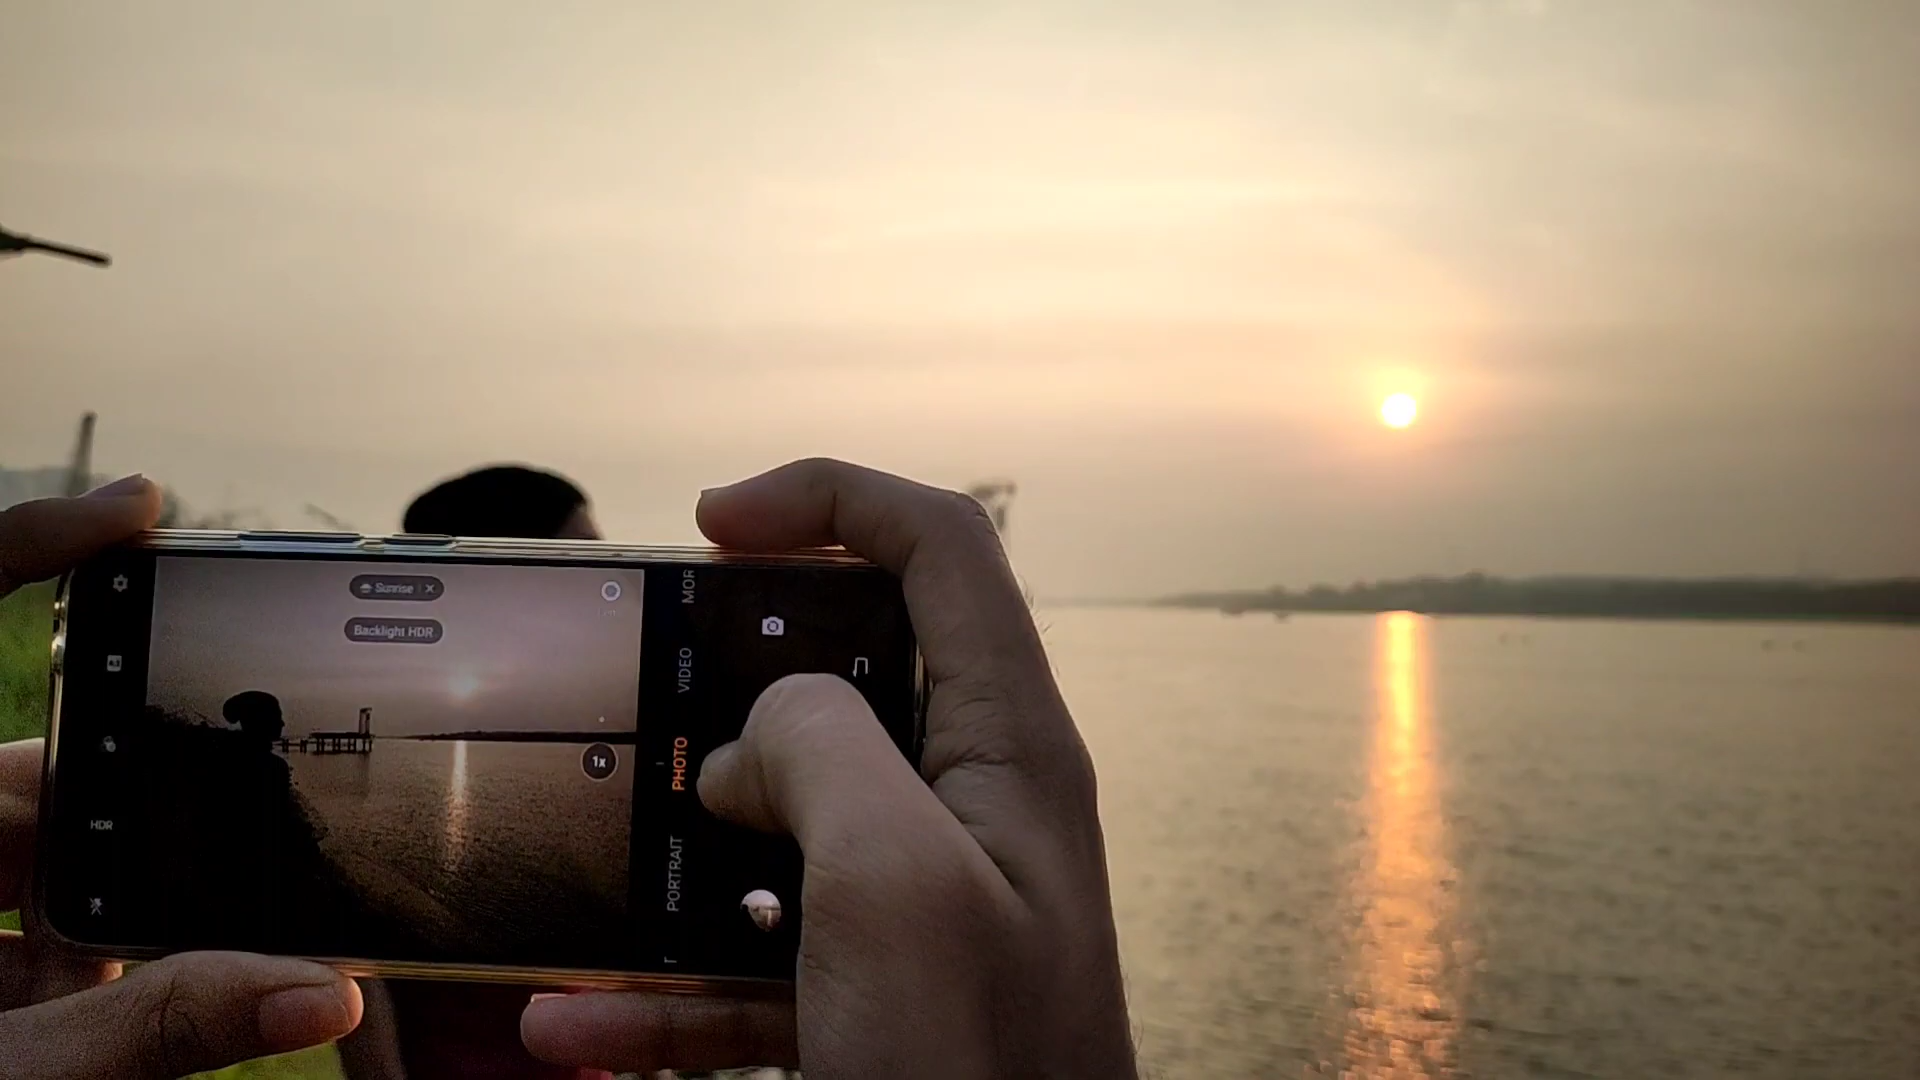 Sunrise
Backlight HDR
1x
MOR
VIDEO
PHOTO
PORTRAIT
HDR